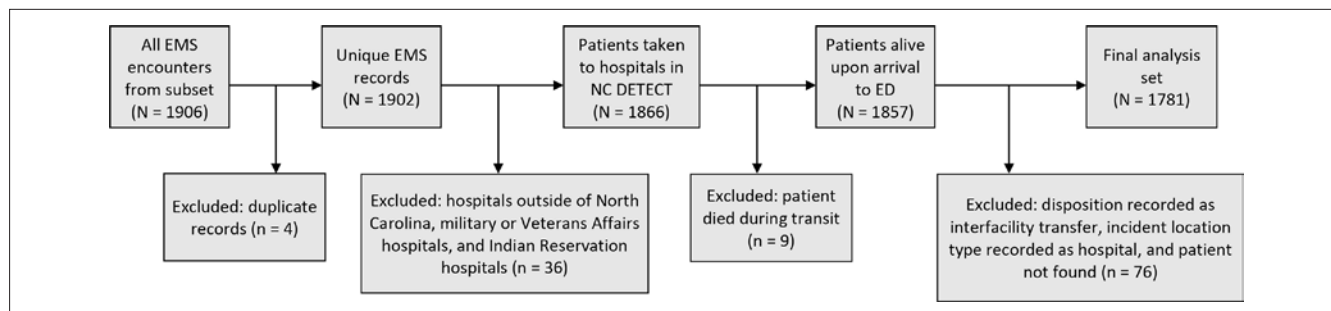 All EMS
encounters
from subset
(N = 1906)
Unique EMS
records
(N = 1902)
Patients taken
to hospitals in
NC DETECT
(N = 1866)
Patients alive
upon arrival
to ED
(N = 1857)
Final analysis
set
(N = 1781)
Excluded: duplicate
records (n = 4)
Excluded: hospitals outside of North
Carolina, military or Veterans Affairs
hospitals, and Indian Reservation
hospitals (n = 36)
Excluded: patient
died during transit
(n = 9)
Excluded: disposition recorded as
interfacility transfer, incident location
type recorded as hospital, and patient
not found (n = 76)